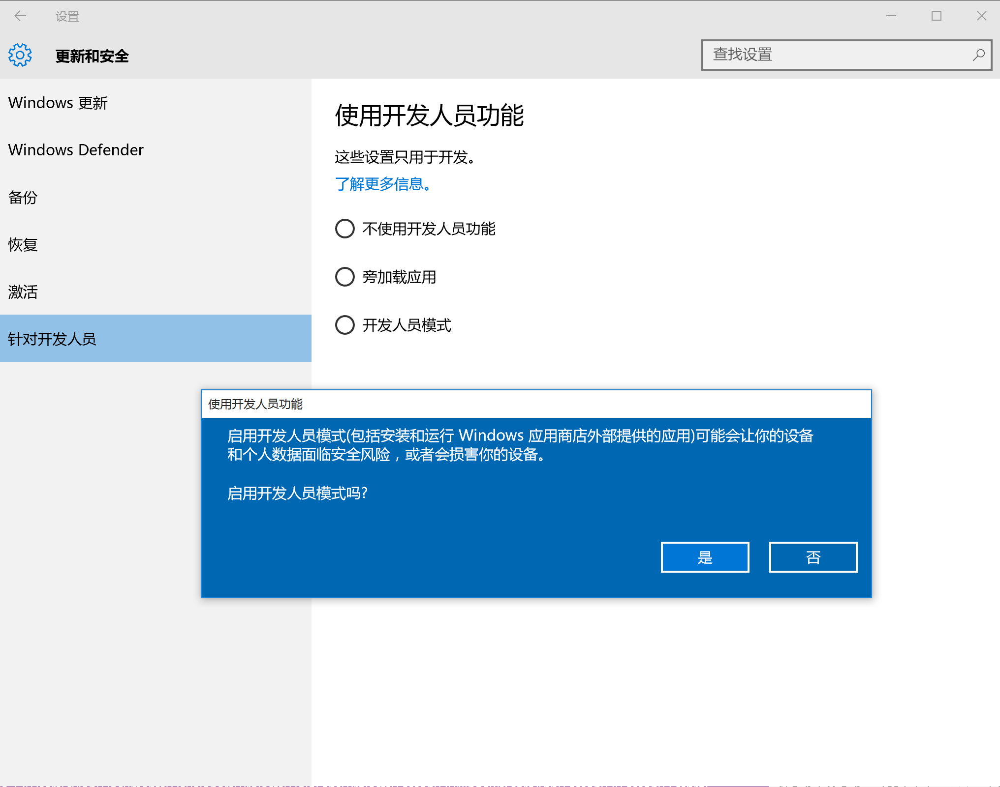 设置
更新和安全
查找设置
Windows 更新
Windows Defender
备份
恢复
激活
针对开发人员
使用开发人员功能
这些设置只用于开发。
了解更多信息。
不使用开发人员功能
旁加载应用
开发人员模式
使用开发人员功能
启用开发人员模式(包括安装和运行 Windows 应用商店外部提供的应用)可能会让你的设备
和个人数据面临安全风险，或者会损害你的设备。
启用开发人员模式吗?
是
否